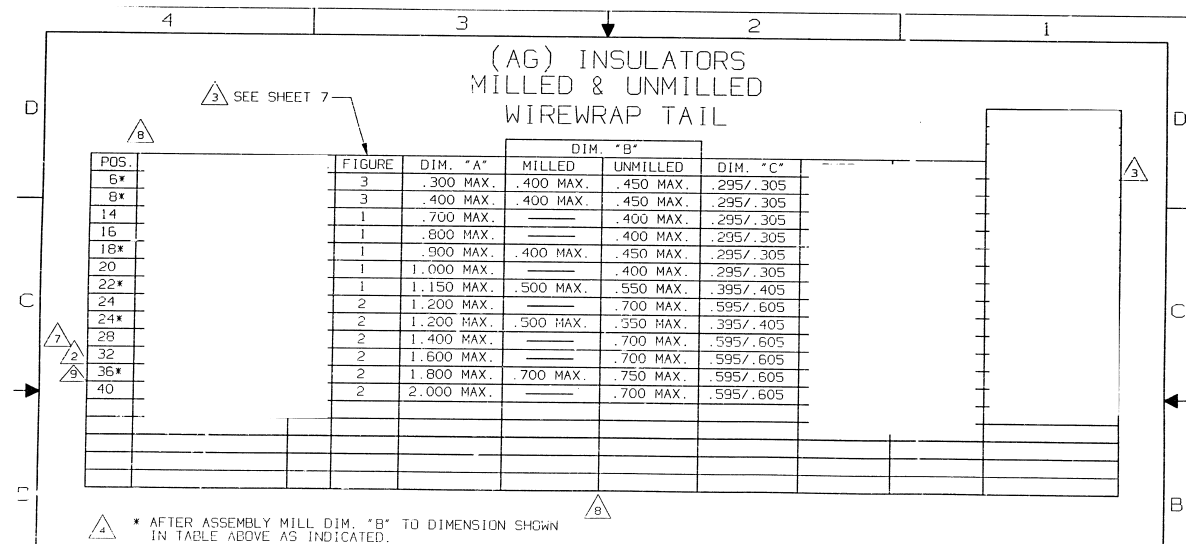 4 3 2 1
(AG) INSULATORS
MILLED & UNMILLED
WIREWRAP TAIL
D D
3 SEE SHEET 7
8
3
DIM. "B"
POS. FIGURE DIM. "A" MILLED UNMILLED DIM. "C"
6* 3 .300 MAX. .400 MAX. .450 MAX. .295/.305
8* 3 .400 MAX. .400 MAX. .450 MAX. .295/.305
14 1 .700 MAX. —— .400 MAX. .295/.305
16 1 .800 MAX. —— .400 MAX. .295/.305
18* 1 .900 MAX. .400 MAX. .450 MAX. .295/.305
20 1 1.000 MAX. —— .400 MAX. .295/.305
22* 1 1.150 MAX. .500 MAX. .550 MAX. .395/.405
C C
24 2 1.200 MAX. —— .700 MAX. .595/.605
24* 2 1.200 MAX. .500 MAX. .550 MAX. .395/.405
7 28 2 1.400 MAX. —— .700 MAX. .595/.605
2 32 2 1.600 MAX. —— .700 MAX. .595/.605
9 36* 2 1.800 MAX. .700 MAX. .750 MAX. .595/.605
40 2 2.000 MAX. —— .700 MAX. .595/.605
8
B
4 * AFTER ASSEMBLY MILL DIM. "B" TO DIMENSION SHOWN
IN TABLE ABOVE AS INDICATED.